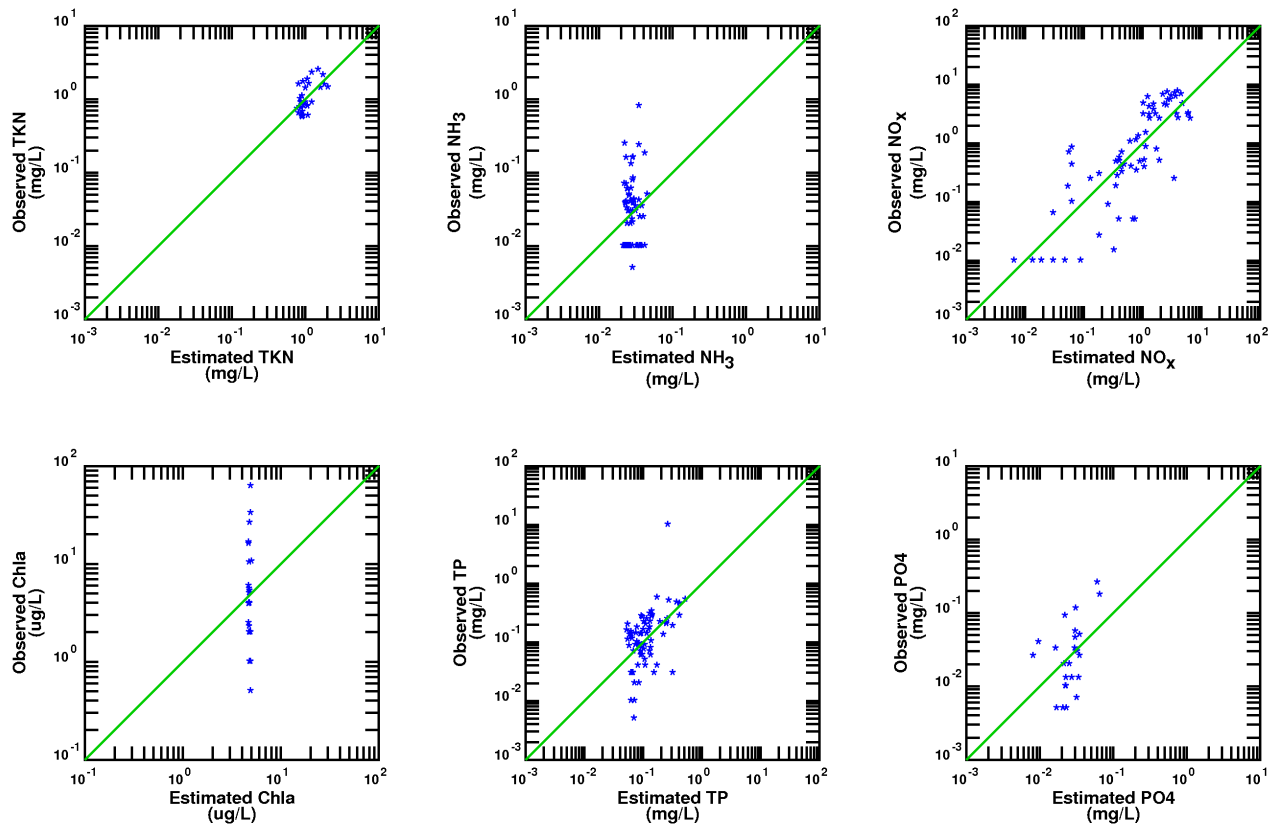 10^1
10^0
10^-1
10^-2
10^-3
Observed TKN
(mg/L)
10^-3 10^-2 10^-1 10^0 10^1
Estimated TKN
(mg/L)
10^1
10^0
10^-1
10^-2
10^-3
Observed NH3
(mg/L)
10^-3 10^-2 10^-1 10^0 10^1
Estimated NH3
(mg/L)
10^2
10^1
10^0
10^-1
10^-2
10^-3
Observed NOx
(mg/L)
10^-3 10^-2 10^-1 10^0 10^1 10^2
Estimated NOx
(mg/L)
10^2
10^1
10^0
10^-1
Observed Chla
(ug/L)
10^-1 10^0 10^1 10^2
Estimated Chla
(ug/L)
10^2
10^1
10^0
10^-1
10^-2
10^-3
Observed TP
(mg/L)
10^-3 10^-2 10^-1 10^0 10^1 10^2
Estimated TP
(mg/L)
10^1
10^0
10^-1
10^-2
10^-3
Observed PO4
(mg/L)
10^-3 10^-2 10^-1 10^0 10^1
Estimated PO4
(mg/L)